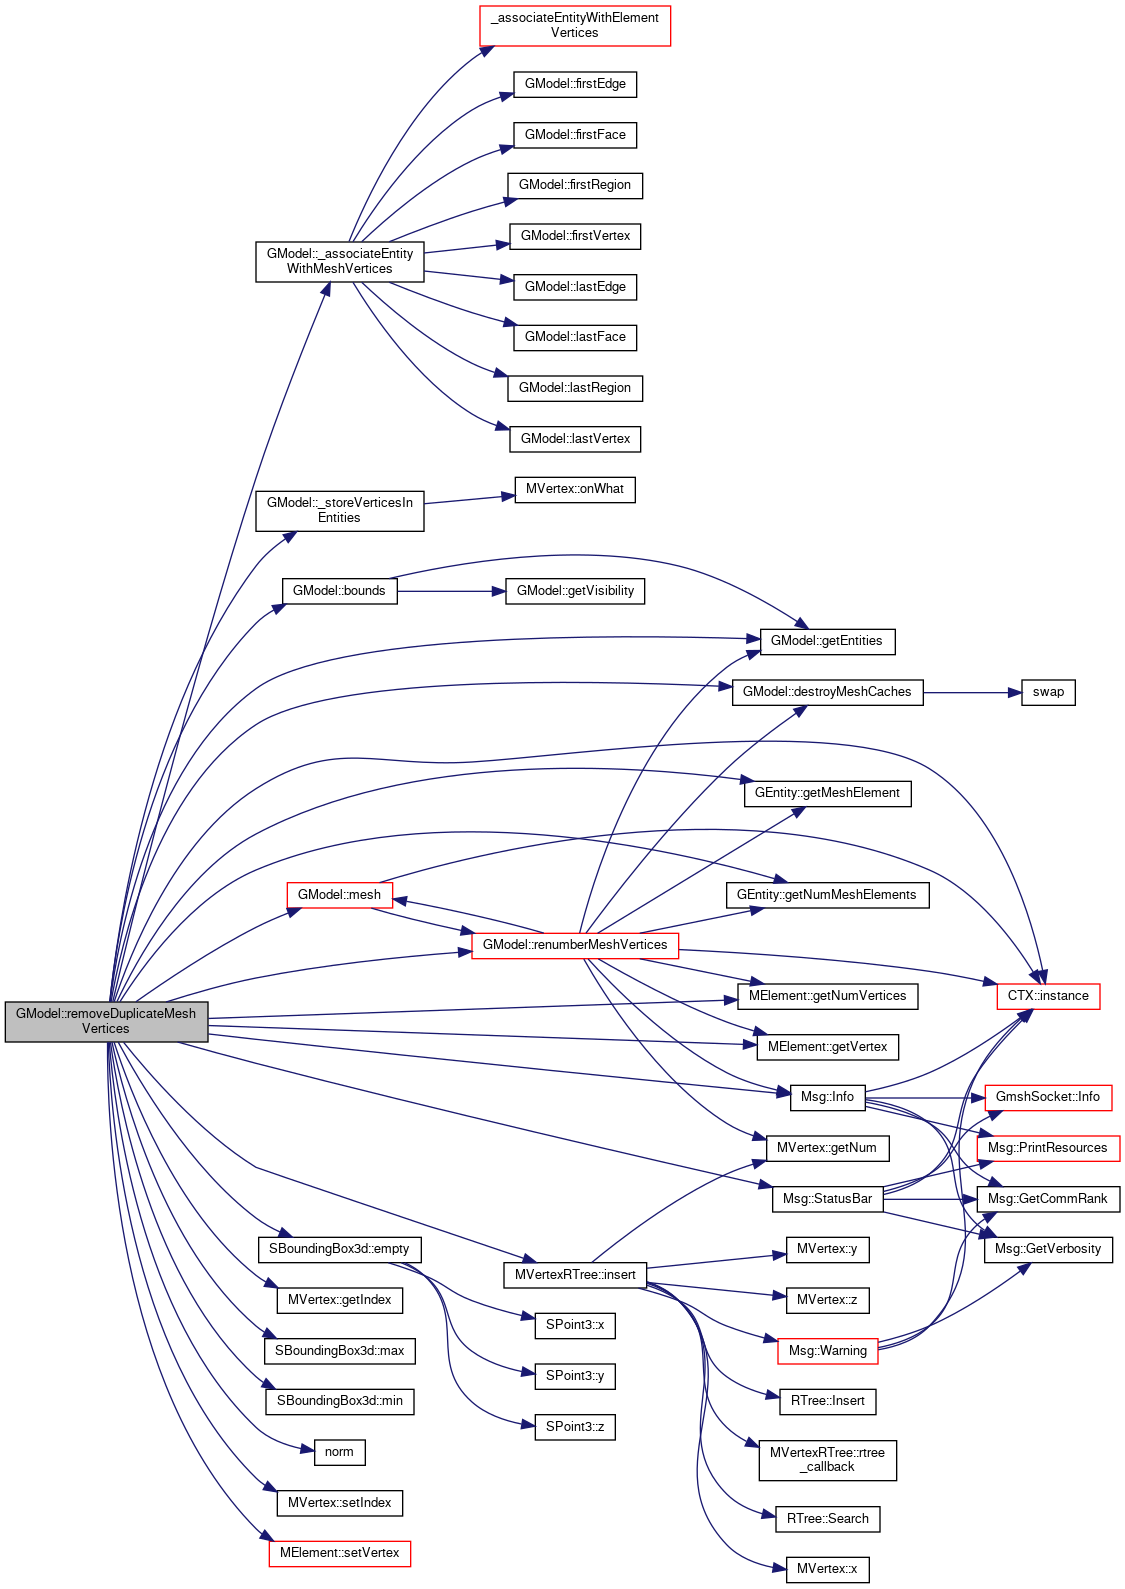 _associateEntityWithElement
Vertices
GModel::firstEdge
GModel::firstFace
GModel::firstRegion
GModel::firstVertex
GModel::_associateEntity
WithMeshVertices
GModel::lastEdge
GModel::lastFace
GModel::lastRegion
GModel::lastVertex
MVertex::onWhat
GModel::_storeVerticesIn
Entities
GModel::bounds
GModel::getVisibility
GModel::getEntities
GModel::destroyMeshCaches
swap
GEntity::getMeshElement
GModel::mesh
GEntity::getNumMeshElements
GModel::renumberMeshVertices
MElement::getNumVertices
CTX::instance
GModel::removeDuplicateMesh
Vertices
MElement::getVertex
Msg::Info
GmshSocket::Info
MVertex::getNum
Msg::PrintResources
Msg::StatusBar
Msg::GetCommRank
SBoundingBox3d::empty
MVertex::y
Msg::GetVerbosity
MVertexRTree::insert
MVertex::getIndex
MVertex::z
SPoint3::x
SBoundingBox3d::max
Msg::Warning
SPoint3::y
SBoundingBox3d::min
RTree::Insert
SPoint3::z
norm
MVertexRTree::rtree
_callback
MVertex::setIndex
RTree::Search
MElement::setVertex
MVertex::x